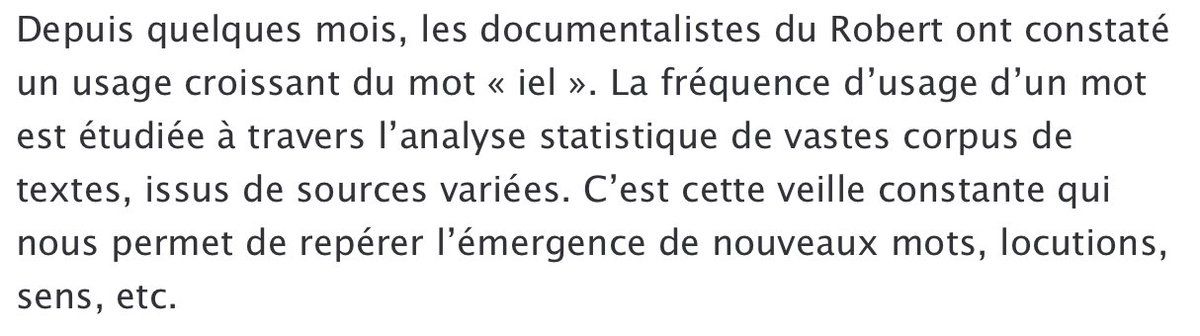 Depuis quelques mois, les documentalistes du Robert ont constaté
un usage croissant du mot « iel ». La fréquence d’usage d’un mot
est étudiée à travers l’analyse statistique de vastes corpus de
textes, issus de sources variées. C’est cette veille constante qui
nous permet de repérer l’émergence de nouveaux mots, locutions,
sens, etc.